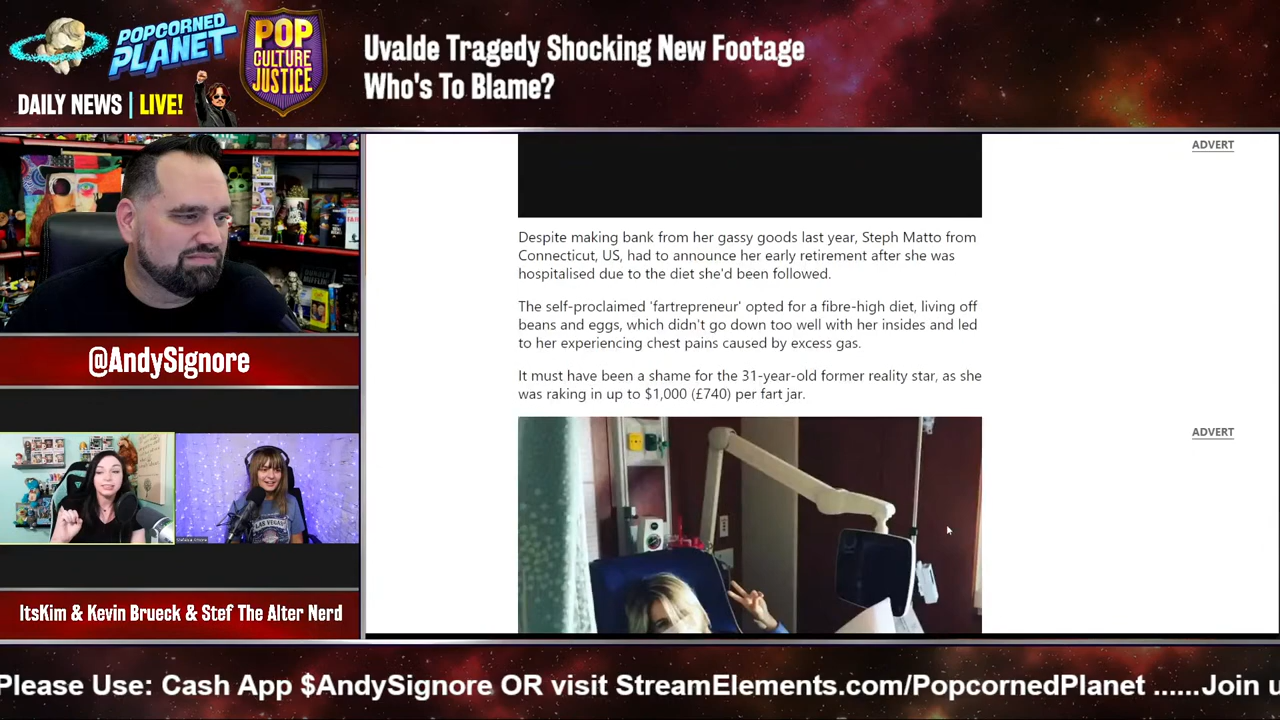 POPCORNED
PLANET
DAILY NEWS | LIVE!
POP
CULTURE
JUSTICE
Uvalde Tragedy Shocking New Footage
Who's To Blame?
ADVERT
Despite making bank from her gassy goods last year, Steph Matto from
Connecticut, US, had to announce her early retirement after she was
hospitalised due to the diet she'd been followed.
The self-proclaimed 'fartrepreneur' opted for a fibre-high diet, living off
beans and eggs, which didn't go down too well with her insides and led
to her experiencing chest pains caused by excess gas.
It must have been a shame for the 31-year-old former reality star, as she
was raking in up to $1,000 (£740) per fart jar.
ADVERT
@AndySignore
LAS VEGAS
ItsKim & Kevin Brueck & Stef The Alter Nerd
Please Use: Cash App $AndySignore OR visit StreamElements.com/PopcornedPlanet ......Join u